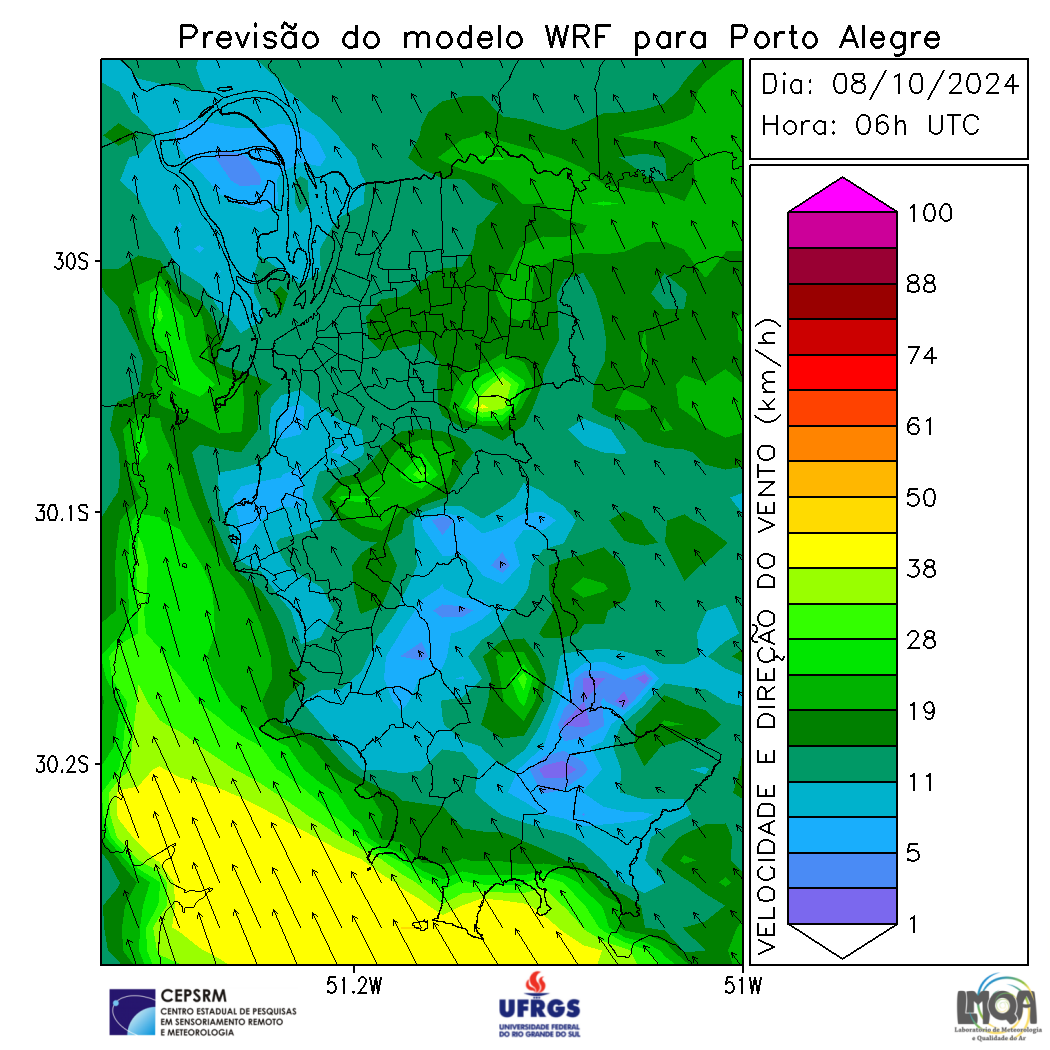 Previsão do modelo WRF para Porto Alegre
Dia: 08/10/2024
Hora: 06h UTC
30S
30.1S
30.2S
51.2W
51W
VELOCIDADE E DIREÇÃO DO VENTO (km/h)
100
88
74
61
50
38
28
19
11
5
1
CEPSRM
CENTRO ESTADUAL DE PESQUISAS
EM SENSORIAMENTO REMOTO
E METEOROLOGIA
UFRGS
UNIVERSIDADE FEDERAL
DO RIO GRANDE DO SUL
LMQA
Laboratório de Meteorologia
e Qualidade do Ar